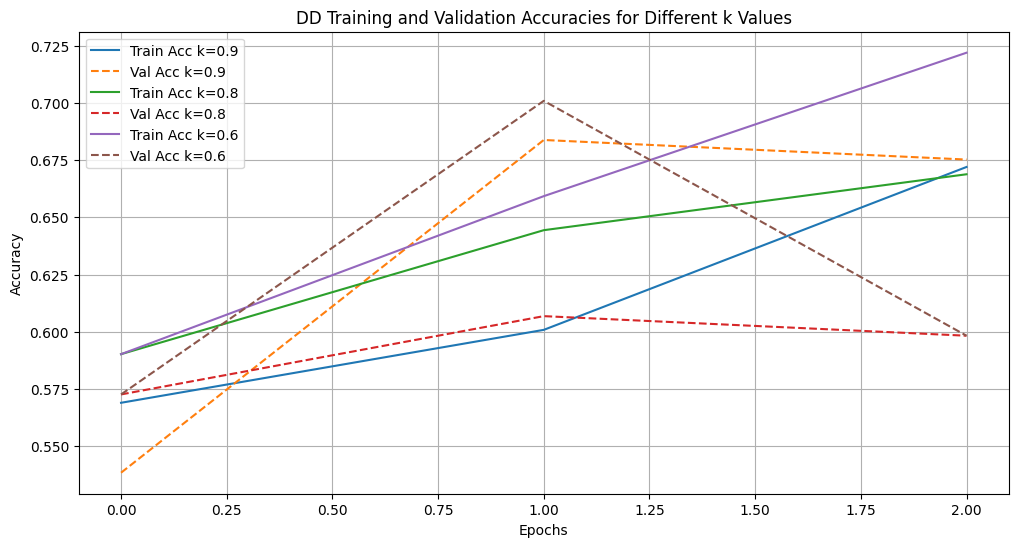 DD Training and Validation Accuracies for Different k Values
Train Acc k=0.9
Val Acc k=0.9
Train Acc k=0.8
Val Acc k=0.8
Train Acc k=0.6
Val Acc k=0.6
Accuracy
0.725
0.700
0.675
0.650
0.625
0.600
0.575
0.550
0.00 0.25 0.50 0.75 1.00 1.25 1.50 1.75 2.00
Epochs